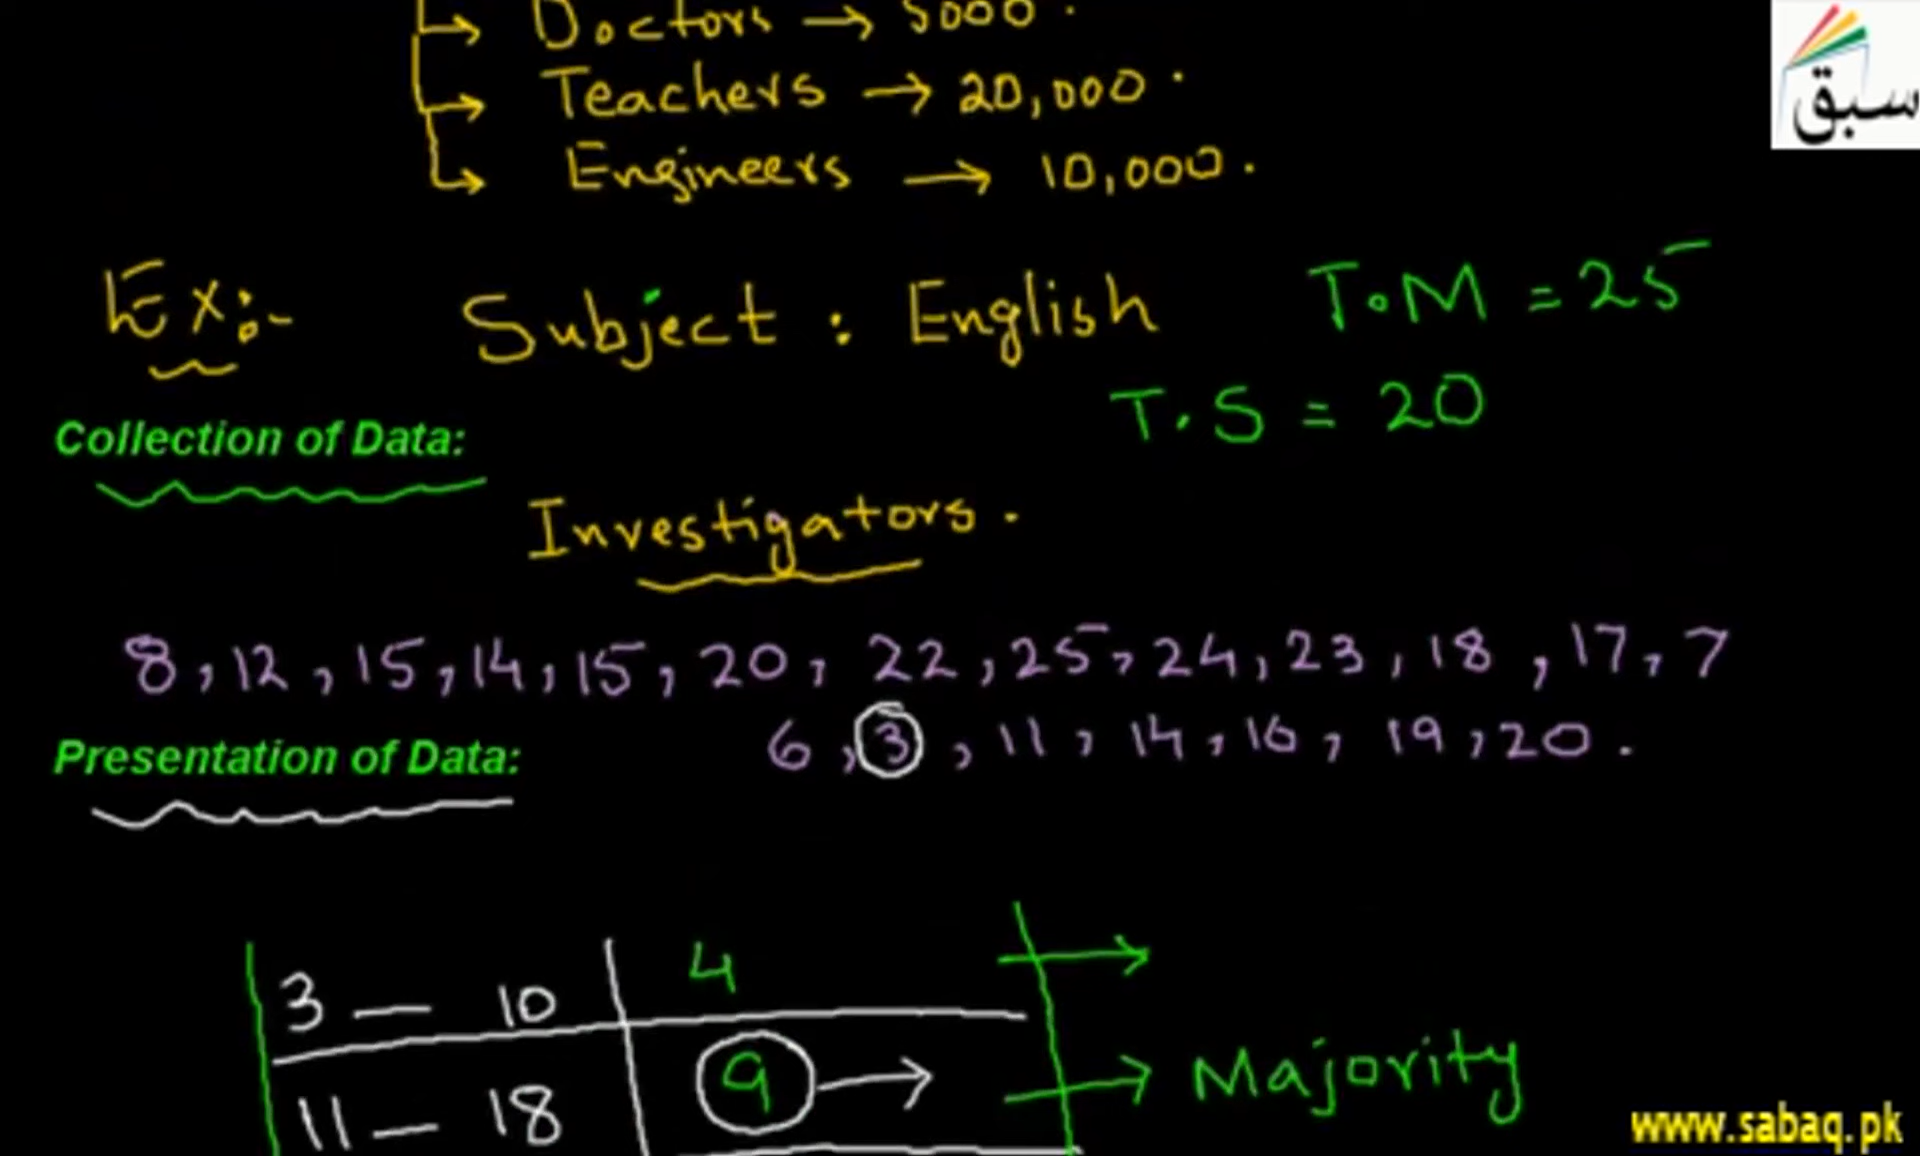 Doctors → 5000.
سبق
Teachers → 20,000.
Engineers → 10,000.
Ex:- Subject : English T.M = 25
T.S = 20
Collection of Data:
Investigators.
8, 12, 15, 14, 15, 20, 22, 25, 24, 23, 18, 17, 7
6, 3, 11, 14, 16, 19, 20.
Presentation of Data:
3 — 10 4
11 — 18 9 → → Majority
www.sabaq.pk